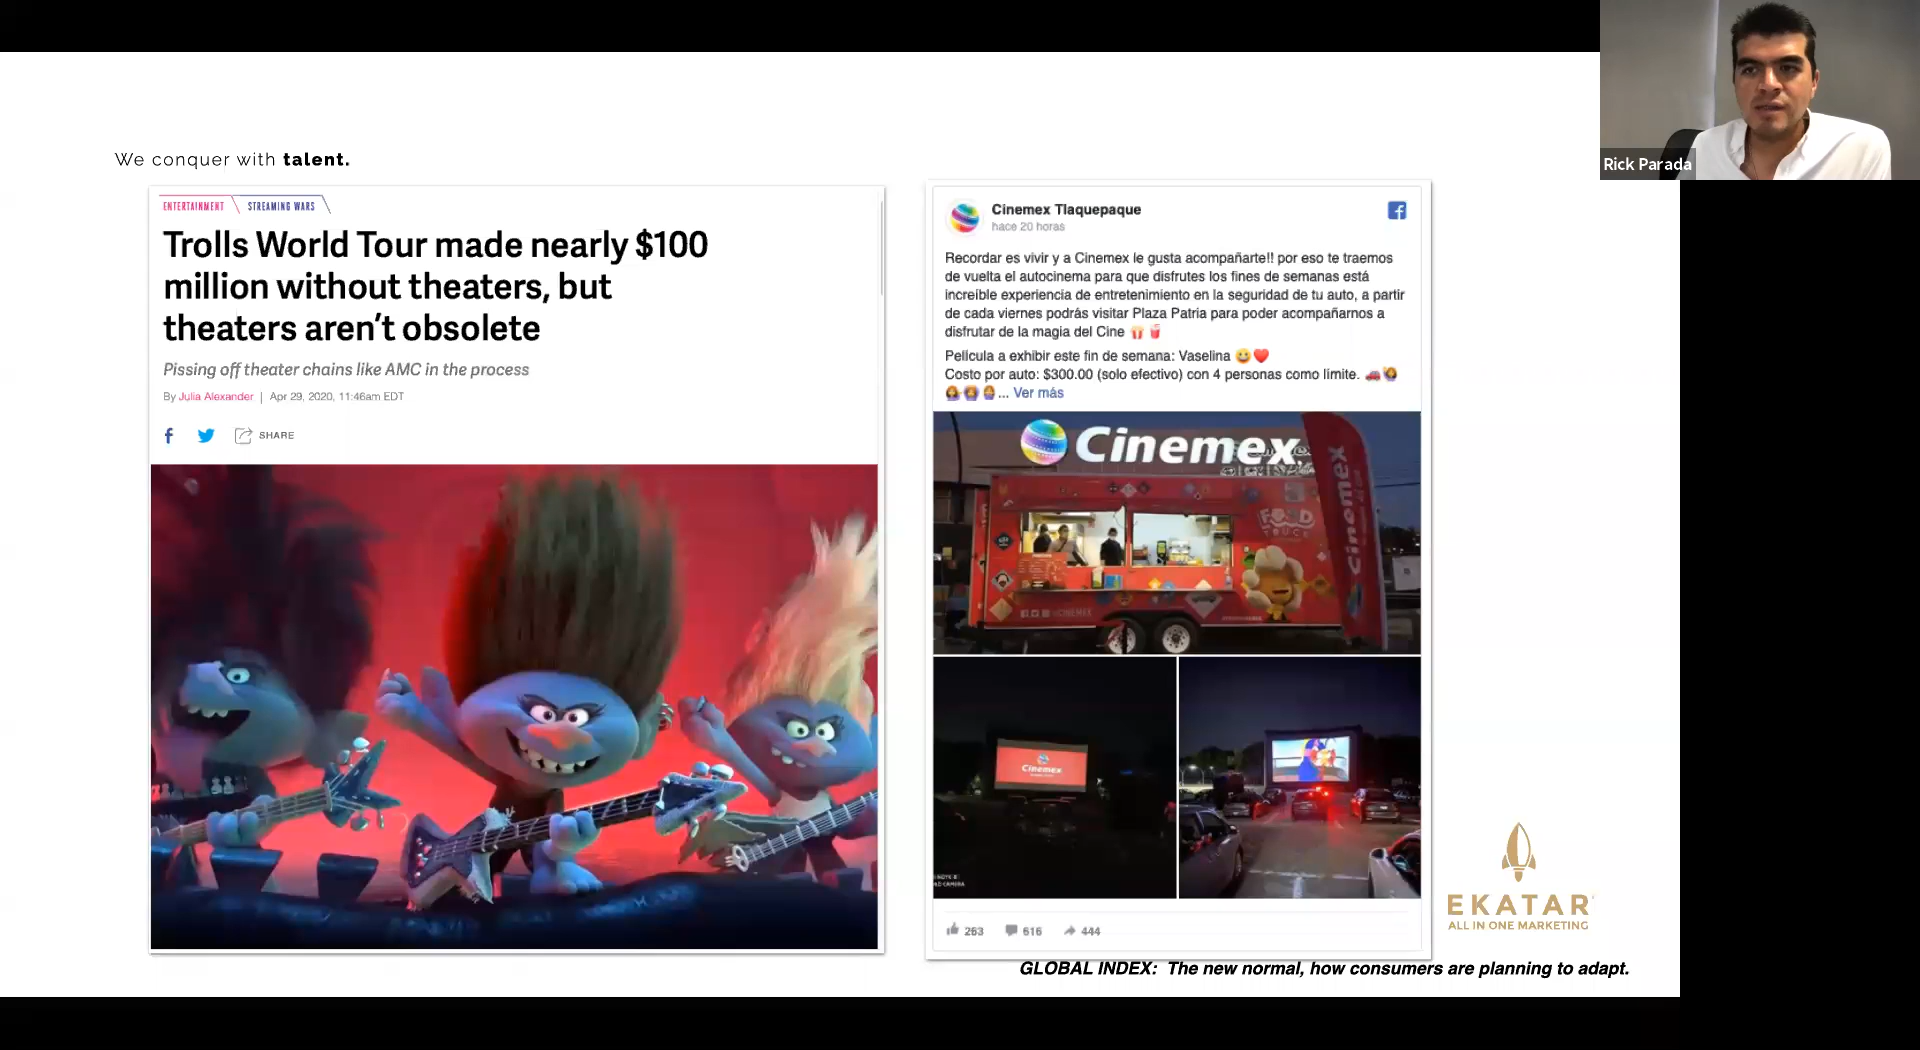 Rick Parada
We conquer with talent.
ENTERTAINMENT
STREAMING WARS
Trolls World Tour made nearly $100
million without theaters, but
theaters aren't obsolete
Pissing off theater chains like AMC in the process
By Julia Alexander | Apr 29, 2020, 11:46am EDT
SHARE
Cinemex Tlaquepaque
hace 20 horas
Recordar es vivir y a Cinemex le gusta acompañarte!! por eso te traemos
de vuelta el autocinema para que disfrutes los fines de semanas está
increíble experiencia de entretenimiento en la seguridad de tu auto, a partir
de cada viernes podrás visitar Plaza Patria para poder acompañarnos a
disfrutar de la magia del Cine
Película a exhibir este fin de semana: Vaselina
Costo por auto: $300.00 (solo efectivo) con 4 personas como límite.
... Ver más
Cinemex
Cinemex
FOOD
TRUCK
Cinemex
263 616 444
EKATAR
ALL IN ONE MARKETING
GLOBAL INDEX: The new normal, how consumers are planning to adapt.